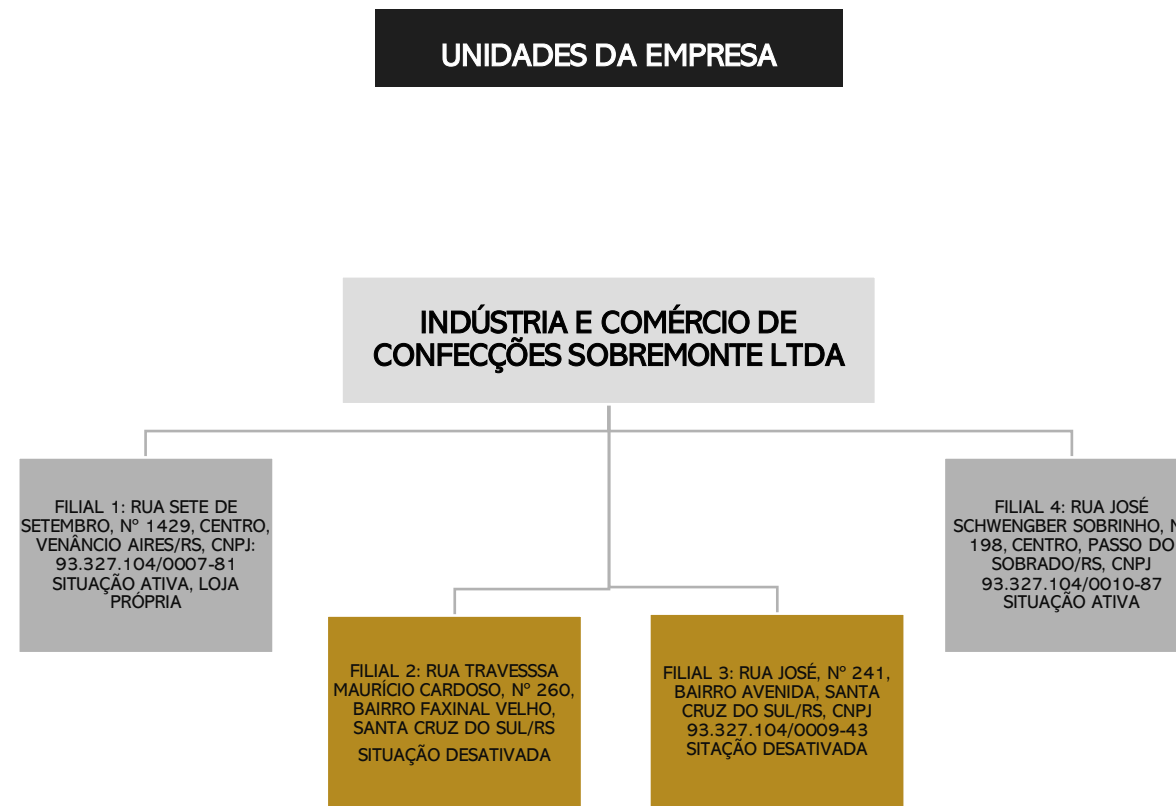 UNIDADES DA EMPRESA
INDÚSTRIA E COMÉRCIO DE
CONFECÇÕES SOBREMONTE LTDA
FILIAL 1: RUA SETE DE
SETEMBRO, Nº 1429, CENTRO,
VENÂNCIO AIRES/RS, CNPJ:
93.327.104/0007-81
SITUAÇÃO ATIVA, LOJA
PRÓPRIA
FILIAL 2: RUA TRAVESSSA
MAURÍCIO CARDOSO, Nº 260,
BAIRRO FAXINAL VELHO,
SANTA CRUZ DO SUL/RS
SITUAÇÃO DESATIVADA
FILIAL 3: RUA JOSÉ, Nº 241,
BAIRRO AVENIDA, SANTA
CRUZ DO SUL/RS, CNPJ
93.327.104/0009-43
SITAÇÃO DESATIVADA
FILIAL 4: RUA JOSÉ
SCHWENGBER SOBRINHO,
198, CENTRO, PASSO DO
SOBRADO/RS, CNPJ
93.327.104/0010-87
SITUAÇÃO ATIVA